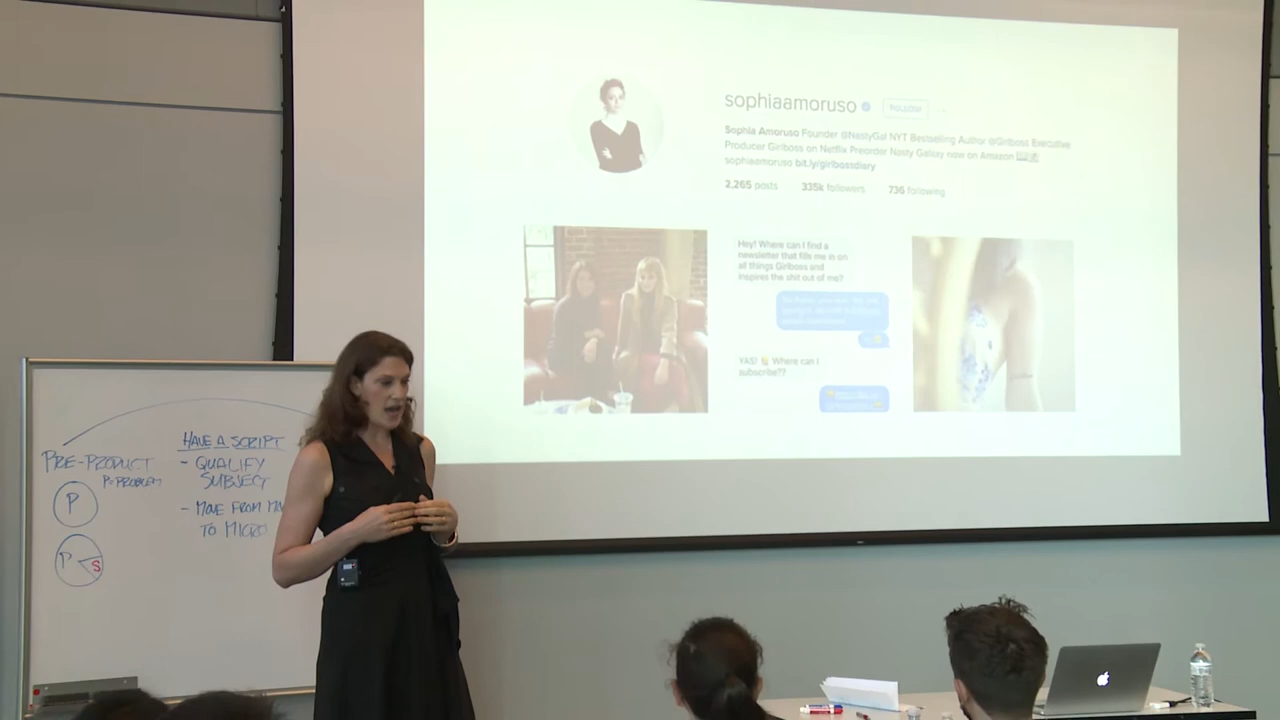 sophiaamoruso FOLLOW
Sophia Amoruso Founder @NastyGal NYT Bestselling Author @Girlboss Executive
Producer Girlboss on Netflix Preorder Nasty Galaxy now on Amazon
sophiaamoruso bit.ly/girlbossdiary
2,265 posts 335k followers 736 following
Hey! Where can I find a
newsletter that fills me in on
all things Girlboss and
inspires the shit out of me?
YAS! Where can I
subscribe??
PRE-PRODUCT
P=PROBLEM
P
P S
HAVE A SCRIPT
- QUALIFY
SUBJECT
- MOVE FROM
TO MICRO